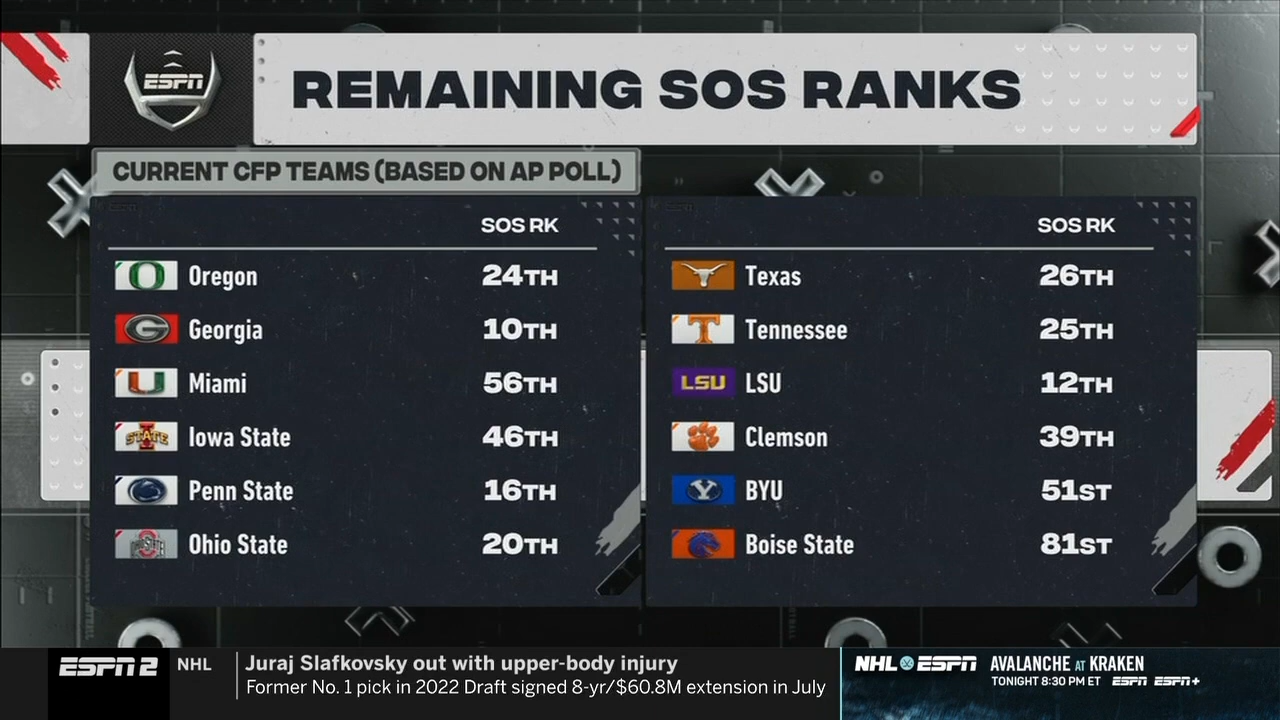 ESPN
REMAINING SOS RANKS
CURRENT CFP TEAMS (BASED ON AP POLL)
SOS RK
Oregon 24TH
Georgia 10TH
Miami 56TH
STATE Iowa State 46TH
Penn State 16TH
Ohio State 20TH
SOS RK
Texas 26TH
T Tennessee 25TH
LSU LSU 12TH
Clemson 39TH
Y BYU 51ST
Boise State 81ST
ESPN 2 NHL
Juraj Slafkovsky out with upper-body injury
Former No. 1 pick in 2022 Draft signed 8-yr/$60.8M extension in July
NHL ESPN AVALANCHE AT KRAKEN
TONIGHT 8:30 PM ET ESPN ESPN+